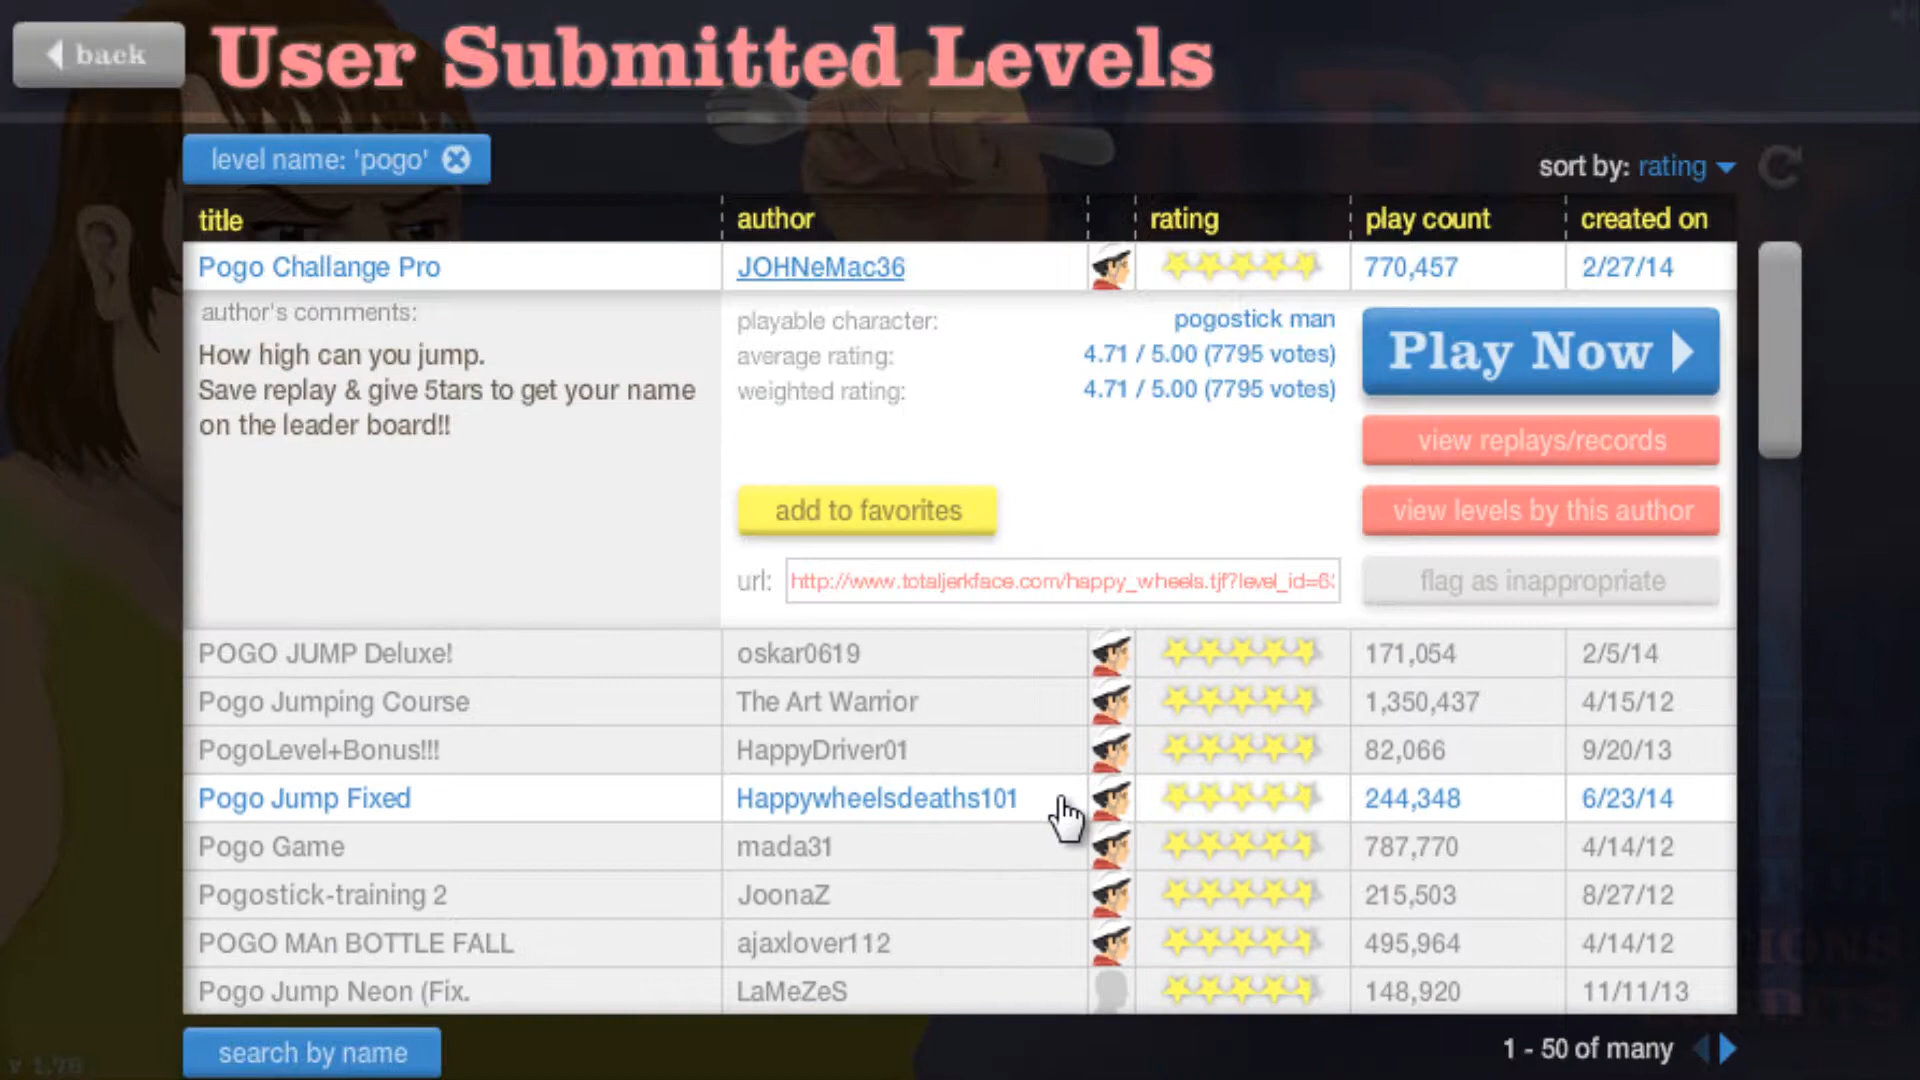 back
User Submitted Levels
level name: 'pogo'
sort by: rating
title author rating play count created on
Pogo Challange Pro JOHNeMac36 770,457 2/27/14
author's comments:
How high can you jump.
Save replay & give 5tars to get your name
on the leader board!!
playable character: pogostick man
average rating: 4.71 / 5.00 (7795 votes)
weighted rating: 4.71 / 5.00 (7795 votes)
Play Now
view replays/records
add to favorites
view levels by this author
url: http://www.totaljerkface.com/happy_wheels.tjf?level_id=6
flag as inappropriate
POGO JUMP Deluxe! oskar0619 171,054 2/5/14
Pogo Jumping Course The Art Warrior 1,350,437 4/15/12
PogoLevel+Bonus!!! HappyDriver01 82,066 9/20/13
Pogo Jump Fixed Happywheelsdeaths101 244,348 6/23/14
Pogo Game mada31 787,770 4/14/12
Pogostick-training 2 JoonaZ 215,503 8/27/12
POGO MAn BOTTLE FALL ajaxlover112 495,964 4/14/12
Pogo Jump Neon (Fix. LaMeZeS 148,920 11/11/13
search by name
1 - 50 of many